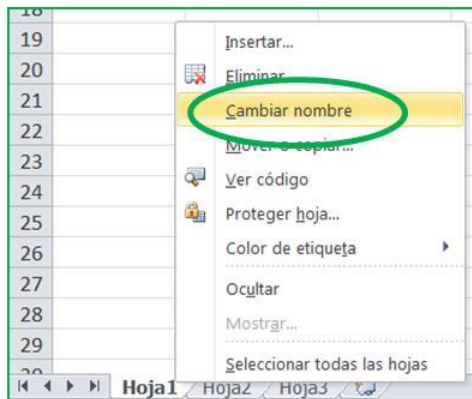 18
19
20
21
22
23
24
25
26
27
28
29
Insertar...
Eliminar
Cambiar nombre
Mover o copiar...
Ver código
Proteger hoja...
Color de etiqueta
Ocultar
Mostrar...
Seleccionar todas las hojas
Hoja1 Hoja2 Hoja3